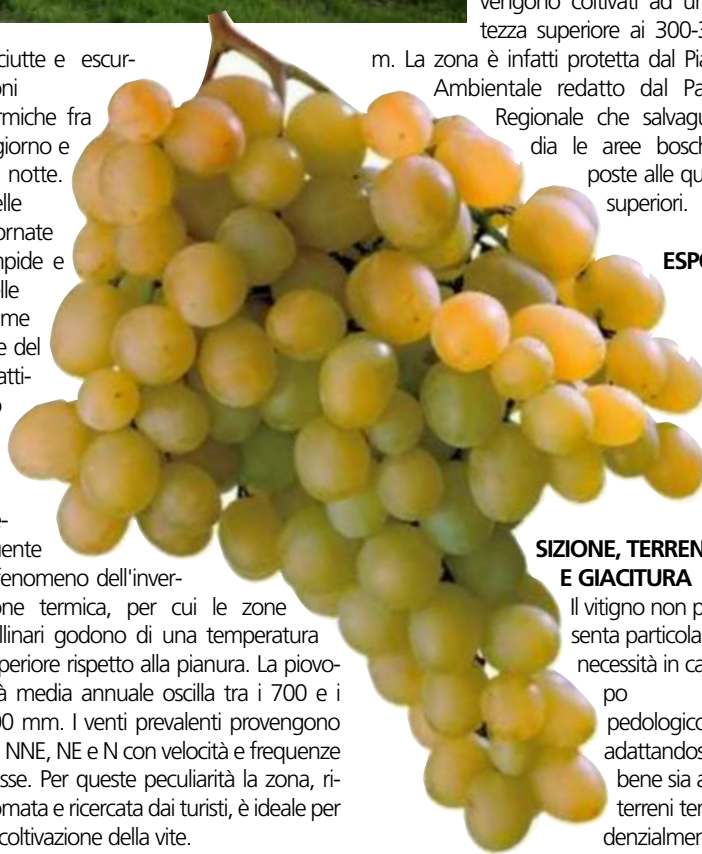 ciutte e escur-
oni
rmiche fra
giorno e
notte.
elle
ornate
mpide e
elle
me
e del
atti-
o
e-
uente
fenomeno dell'inver-
one termica, per cui le zone
llinari godono di una temperatura
periore rispetto alla pianura. La piovo-
à media annuale oscilla tra i 700 e i
00 mm. I venti prevalenti provengono
NNE, NE e N con velocità e frequenze
sse. Per queste peculiarità la zona, ri-
omata e ricercata dai turisti, è ideale per
coltivazione della vite.
vengono coltivati ad un
tezza superiore ai 300-3
m. La zona è infatti protetta dal Pia
Ambientale redatto dal Pa
Regionale che salvagu
dia le aree bosch
poste alle qu
superiori.
ESPO
SIZIONE, TERREN
E GIACITURA
Il vitigno non p
senta particola
necessità in ca
po
pedologico
adattandos
bene sia a
terreni ten
denzialmen